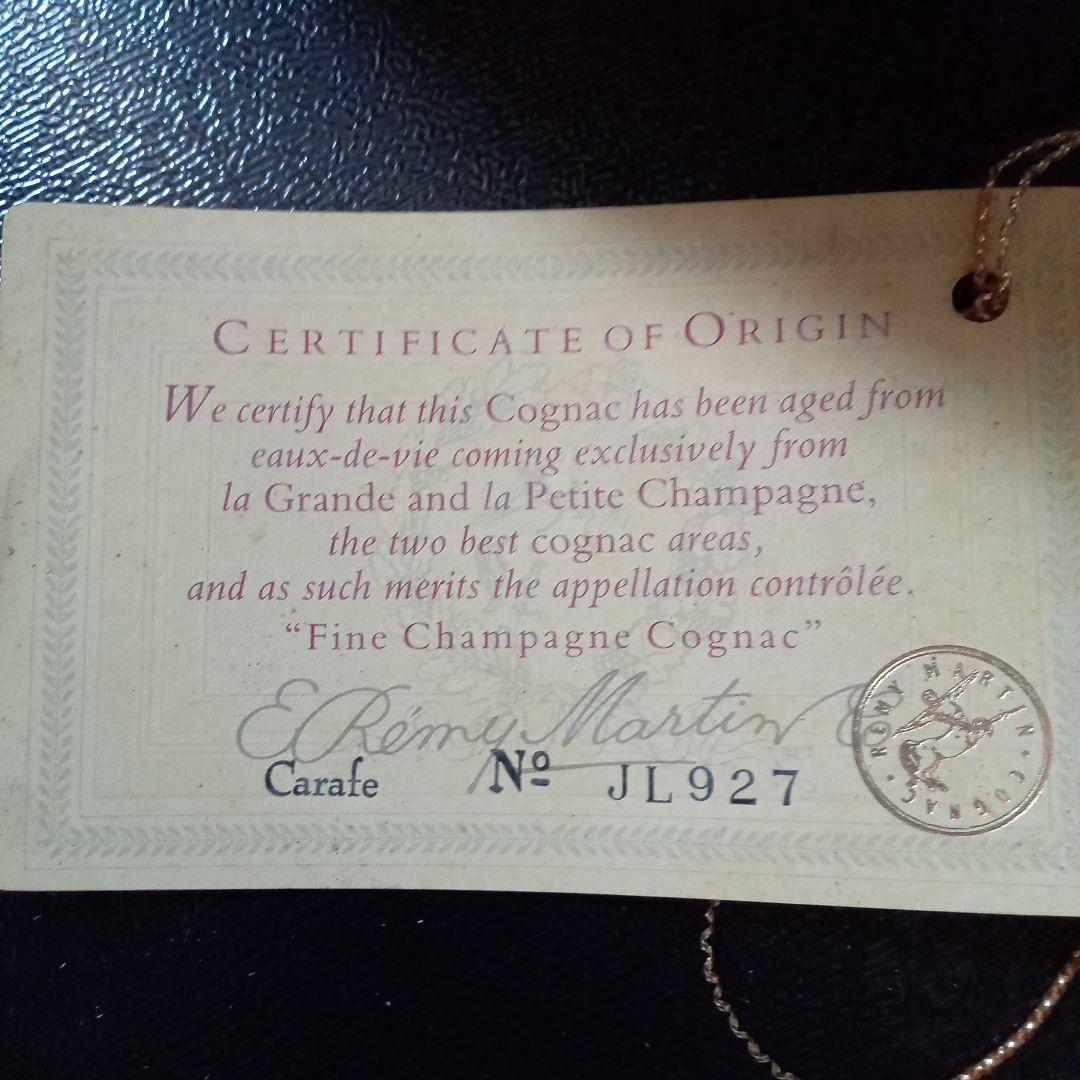 CERTIFICATE OF ORIGIN
We certify that this Cognac has been aged from
eaux-de-vie coming exclusively from
la Grande and la Petite Champagne,
the two best cognac areas,
and as such merits the appellation contrôlée.
“Fine Champagne Cognac”
E. Rémy Martin & C
Carafe Nº JL927
REMY MARTIN · COGNAC ·